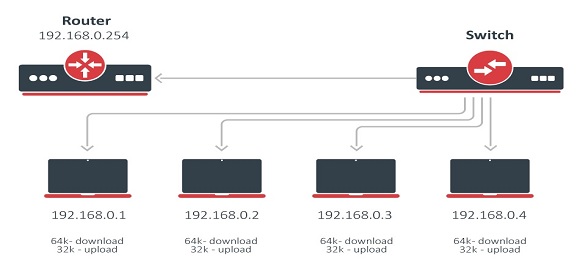 Router
192.168.0.254
Switch
192.168.0.1
192.168.0.2
192.168.0.3
192.168.0.4
64k- download
32k - upload
64k- download
32k - upload
64k- download
32k - upload
64k- download
32k - upload